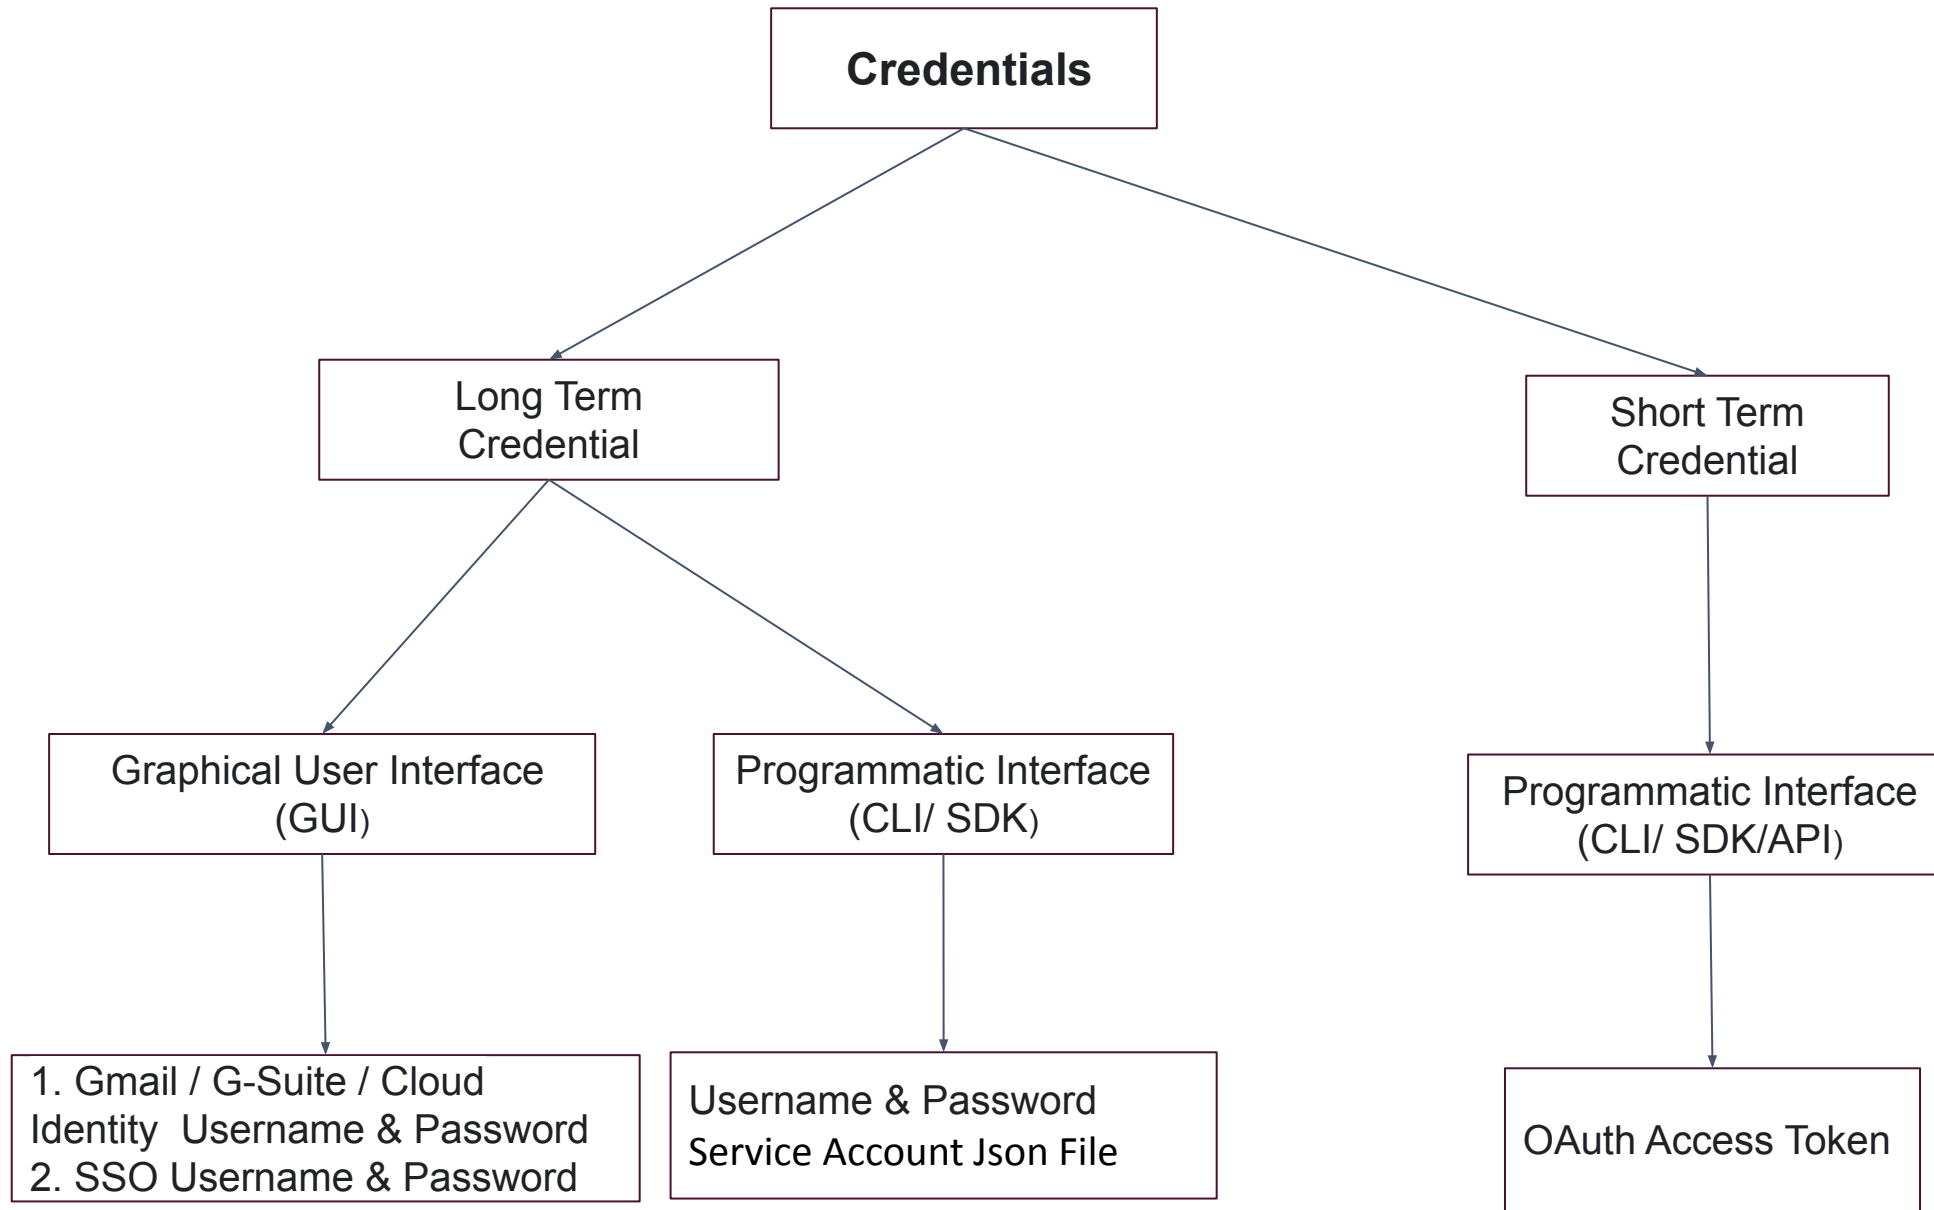 Credentials
Long Term
Credential
Short Term
Credential
Graphical User Interface
(GUI)
Programmatic Interface
(CLI/ SDK)
Programmatic Interface
(CLI/ SDK/API)
1. Gmail / G-Suite / Cloud
Identity  Username & Password
2. SSO Username & Password
Username & Password
Service Account Json File
OAuth Access Token